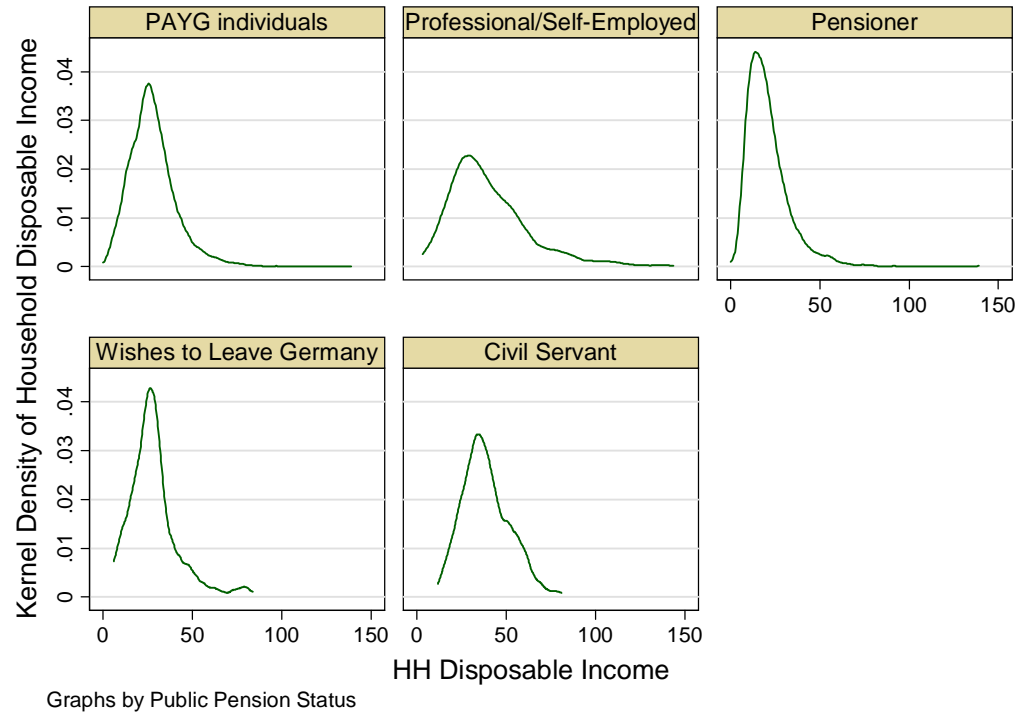 PAYG individuals
Professional/Self-Employed
Pensioner
Kernel Density of Household Disposable Income
.04
.03
.02
.01
0
0 50 100 150
Wishes to Leave Germany
Civil Servant
.04
.03
.02
.01
0
0 50 100 150
0 50 100 150
HH Disposable Income
Graphs by Public Pension Status